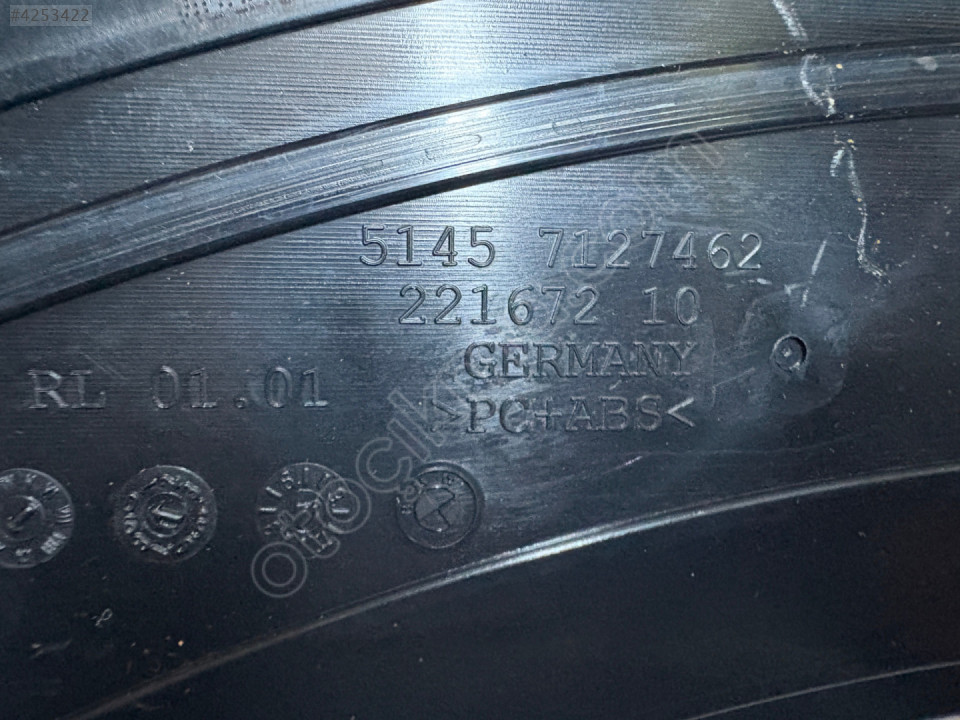 #4253422
5145 7127462
221672 10
GERMANY
RL 01.01
>PC+ABS<